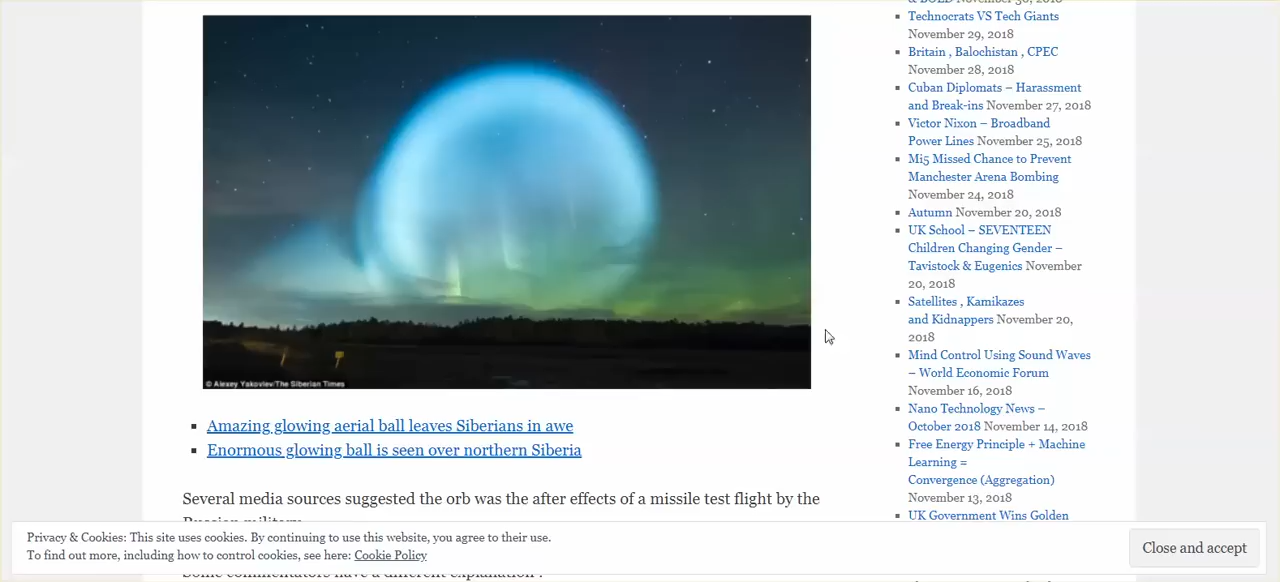 © Alexey Yakovlev/The Siberian Times
Amazing glowing aerial ball leaves Siberians in awe
Enormous glowing ball is seen over northern Siberia
Several media sources suggested the orb was the after effects of a missile test flight by the
Russian military
Some commentators have a different explanation .
Technocrats VS Tech Giants
November 29, 2018
Britain , Balochistan , CPEC
November 28, 2018
Cuban Diplomats – Harassment
and Break-ins November 27, 2018
Victor Nixon – Broadband
Power Lines November 25, 2018
Mi5 Missed Chance to Prevent
Manchester Arena Bombing
November 24, 2018
Autumn November 20, 2018
UK School – SEVENTEEN
Children Changing Gender –
Tavistock & Eugenics November
20, 2018
Satellites , Kamikazes
and Kidnappers November 20,
2018
Mind Control Using Sound Waves
– World Economic Forum
November 16, 2018
Nano Technology News –
October 2018 November 14, 2018
Free Energy Principle + Machine
Learning =
Convergence (Aggregation)
November 13, 2018
UK Government Wins Golden
Privacy & Cookies: This site uses cookies. By continuing to use this website, you agree to their use.
To find out more, including how to control cookies, see here: Cookie Policy
Close and accept